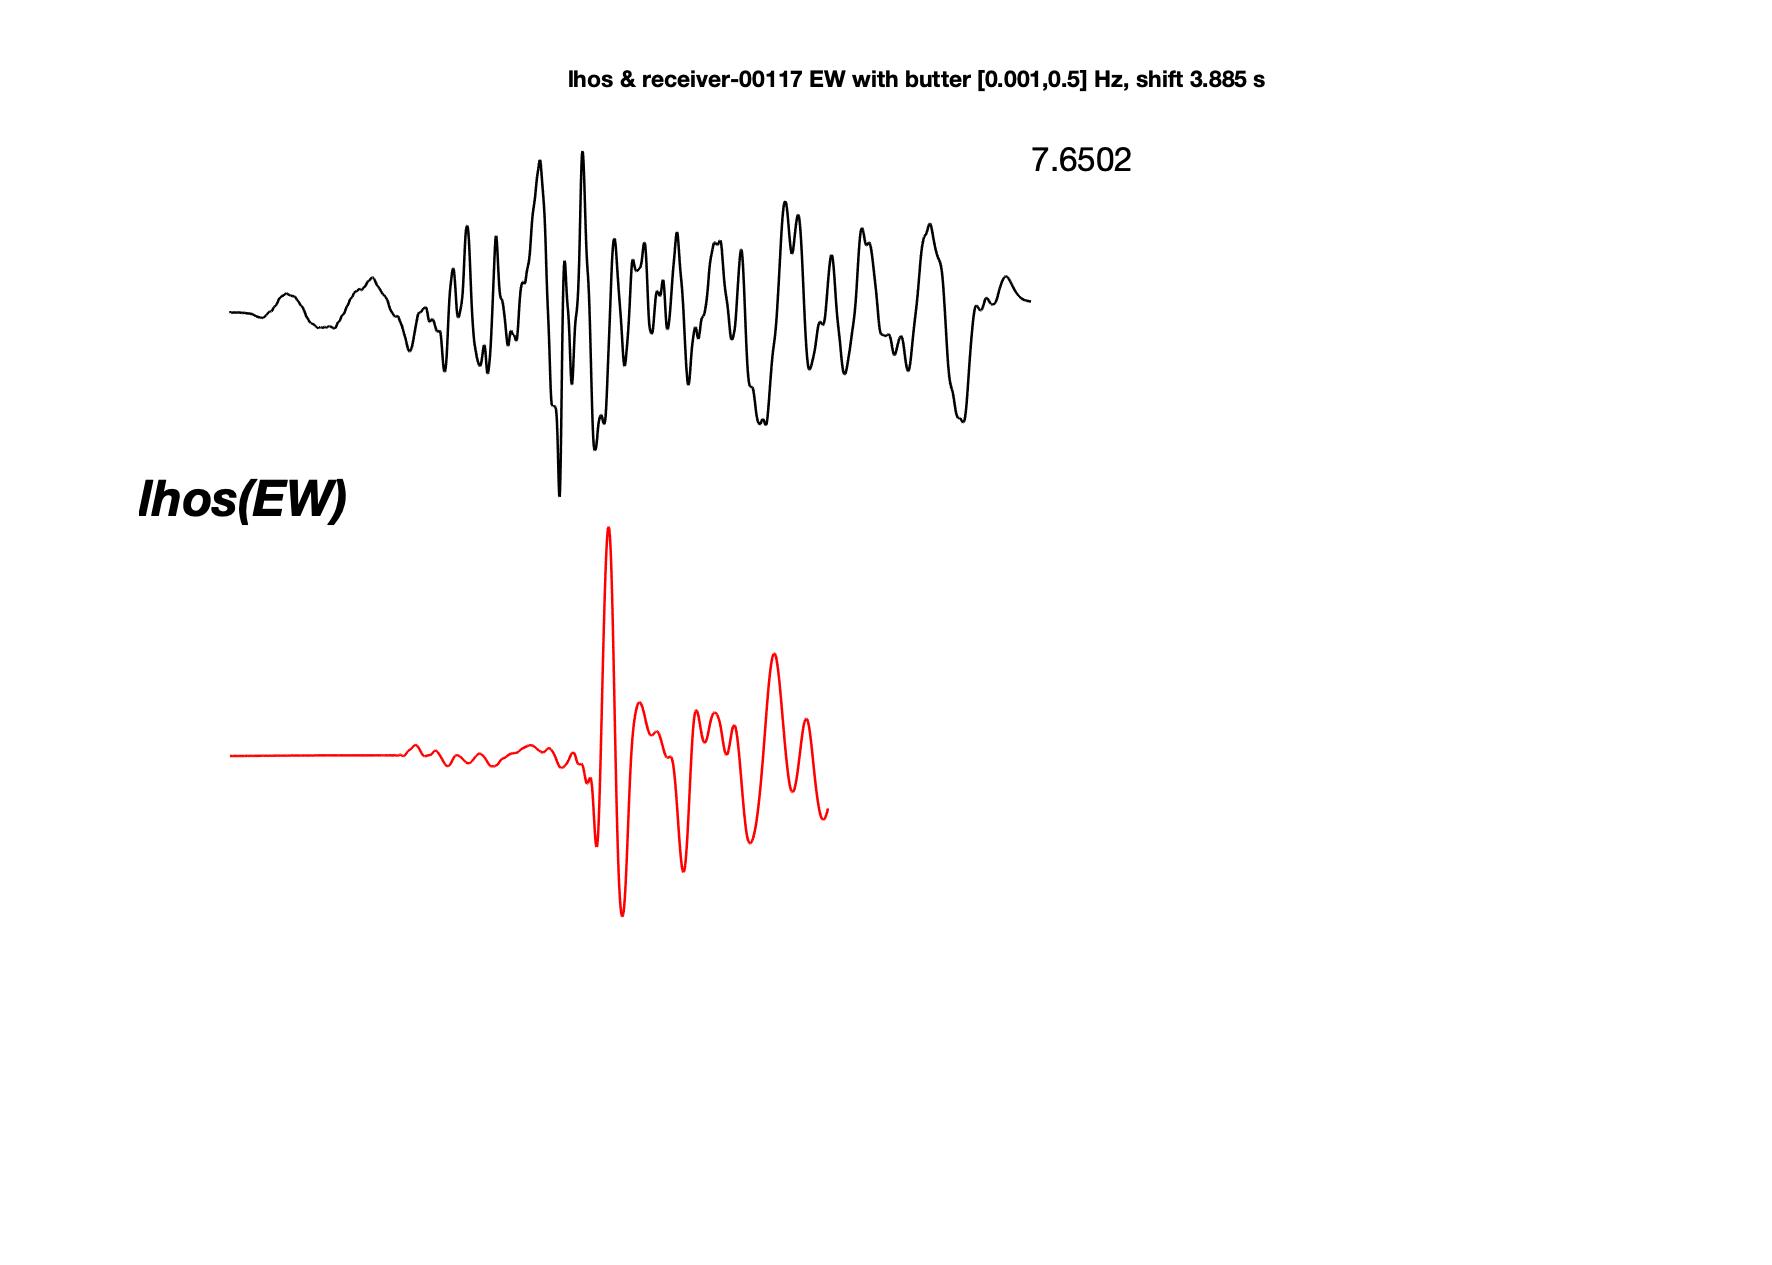 lhos & receiver-00117 EW with butter [0.001,0.5] Hz, shift 3.885 s
7.6502
lhos(EW)